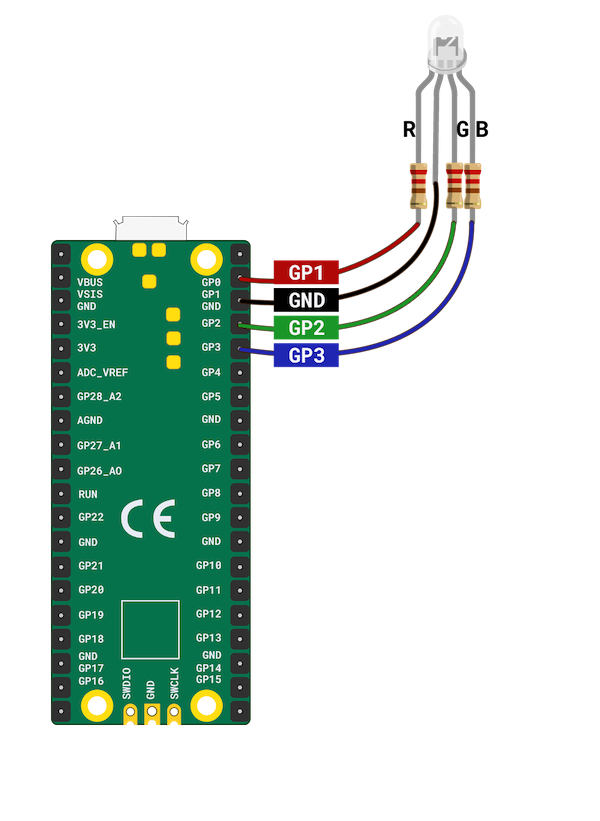 R
G B
GP1
GND
GP2
GP3
VBUS
VSIS
GND
3V3_EN
3V3
ADC_VREF
GP28_A2
AGND
GP27_A1
GP26_AO
RUN
GP22
GND
GP21
GP20
GP19
GP18
GND
GP17
GP16
GP0
GP1
GND
GP2
GP3
GP4
GP5
GND
GP6
GP7
GP8
GP9
GND
GP10
GP11
GP12
GP13
GND
GP14
GP15
CE
SWDIO
GND
SWCLK